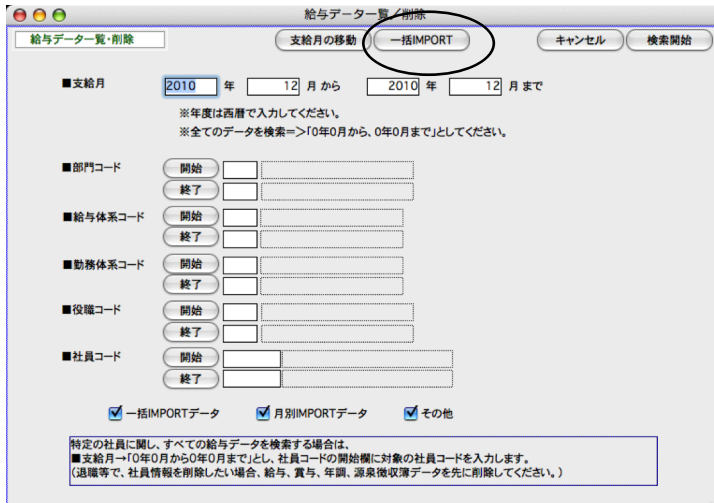 給与データ一覧／削除
給与データ一覧・削除 支給月の移動 一括IMPORT キャンセル 検索開始
■支給月 2010 年 12 月 から 2010 年 12 月 まで
※年度は西暦で入力してください。
※全てのデータを検索=＞「0年0月から、0年0月まで」としてください。
■部門コード 開始
終了
■給与体系コード 開始
終了
■勤務体系コード 開始
終了
■役職コード 開始
終了
■社員コード 開始
終了
一括IMPORTデータ 月別IMPORTデータ その他
特定の社員に関し、すべての給与データを検索する場合は、
■支給月→「0年0月から0年0月まで」とし、社員コードの開始欄に対象の社員コードを入力します。
（退職等で、社員情報を削除したい場合、給与、賞与、年調、源泉徴収簿データを先に削除してください。）